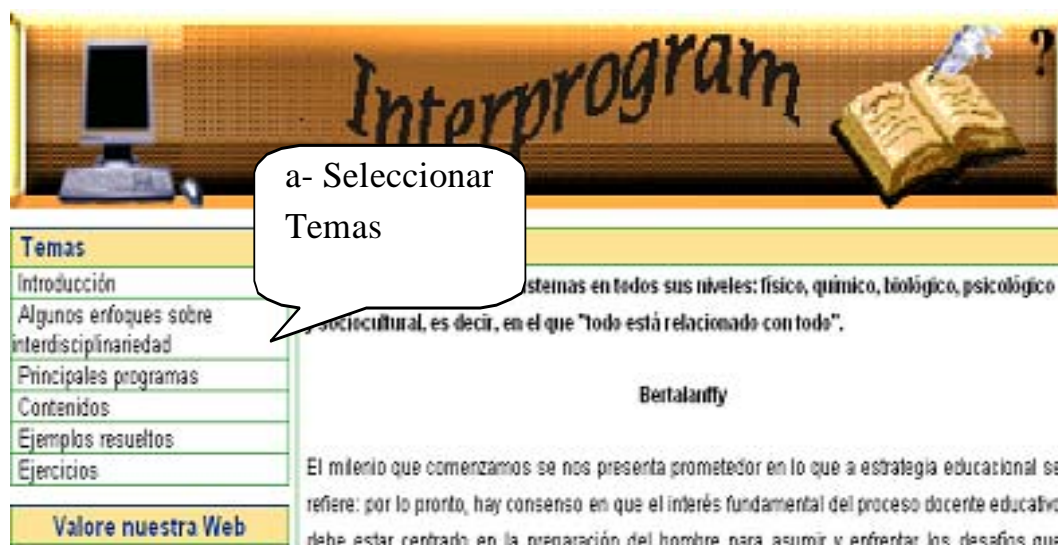 Interprogram
?
a- Seleccionar
Temas
Temas
Introducción
Algunos enfoques sobre
interdisciplinariedad
Principales programas
Contenidos
Ejemplos resueltos
Ejercicios
Valore nuestra Web
sistemas en todos sus niveles: físico, químico, biológico, psicológico
y sociocultural, es decir, en el que "todo está relacionado con todo".
Bertalanffy
El milenio que comenzamos se nos presenta prometedor en lo que a estrategia educacional se
refiere: por lo pronto, hay consenso en que el interés fundamental del proceso docente educativo
debe estar centrado en la preparación del hombre para asumir y enfrentar los desafíos que